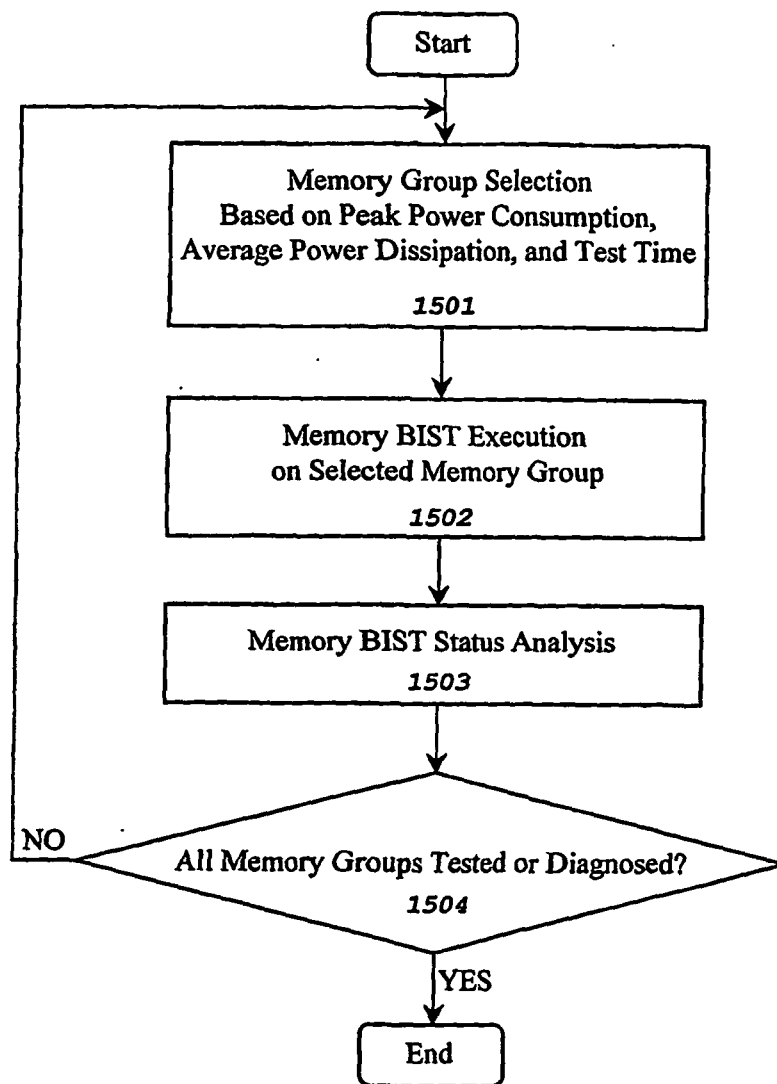 Start
Memory Group Selection
Based on Peak Power Consumption,
Average Power Dissipation, and Test Time
1501
Memory BIST Execution
on Selected Memory Group
1502
Memory BIST Status Analysis
1503
NO
All Memory Groups Tested or Diagnosed?
1504
YES
End